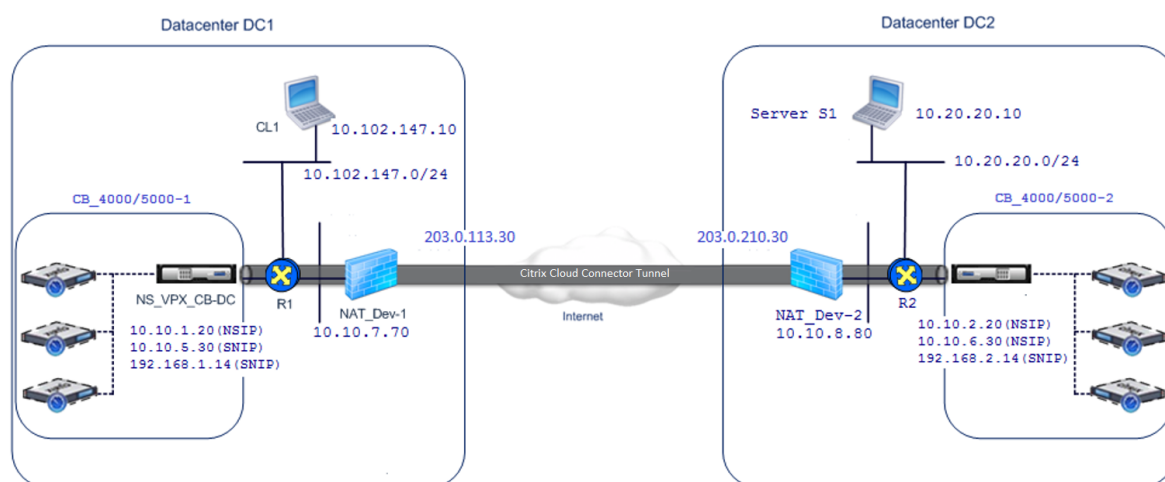 Datacenter DC1
Datacenter DC2
CL1
10.102.147.10
10.102.147.0/24
Server S1
10.20.20.10
10.20.20.0/24
CB_4000/5000-1
CB_4000/5000-2
203.0.113.30
203.0.210.30
Citrix Cloud Connector Tunnel
Internet
NS_VPX_CB-DC
R1
NAT_Dev-1
10.10.7.70
NAT_Dev-2
10.10.8.80
R2
10.10.1.20(NSIP)
10.10.5.30(SNIP)
192.168.1.14(SNIP)
10.10.2.20(NSIP)
10.10.6.30(NSIP)
192.168.2.14(SNIP)